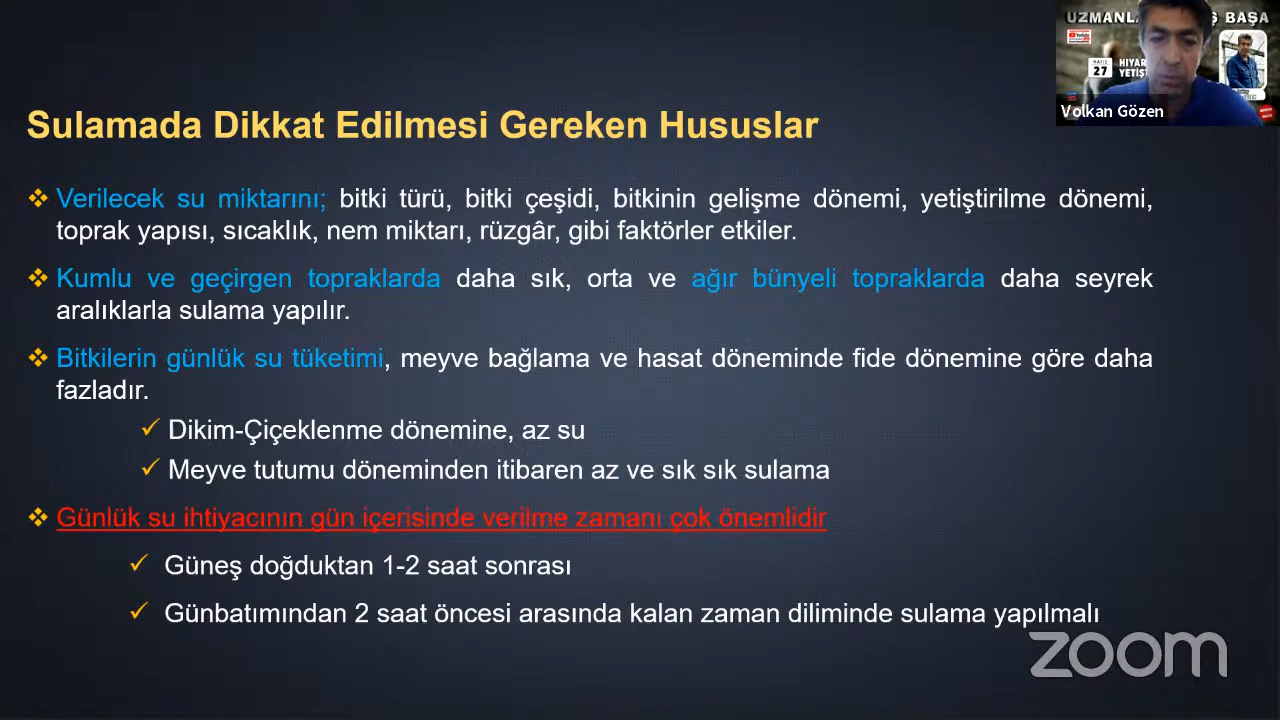 UZMANLA
Ş BAŞA
MAYIS
27
HIYAR
YETİŞ
Volkan Gözen
Sulamada Dikkat Edilmesi Gereken Hususlar
❖ Verilecek su miktarını; bitki türü, bitki çeşidi, bitkinin gelişme dönemi, yetiştirilme dönemi,
toprak yapısı, sıcaklık, nem miktarı, rüzgâr, gibi faktörler etkiler.
❖ Kumlu ve geçirgen topraklarda daha sık, orta ve ağır bünyeli topraklarda daha seyrek
aralıklarla sulama yapılır.
❖ Bitkilerin günlük su tüketimi, meyve bağlama ve hasat döneminde fide dönemine göre daha
fazladır.
✓ Dikim-Çiçeklenme dönemine, az su
✓ Meyve tutumu döneminden itibaren az ve sık sık sulama
❖ Günlük su ihtiyacının gün içerisinde verilme zamanı çok önemlidir
✓ Güneş doğduktan 1-2 saat sonrası
✓ Günbatımından 2 saat öncesi arasında kalan zaman diliminde sulama yapılmalı
zoom